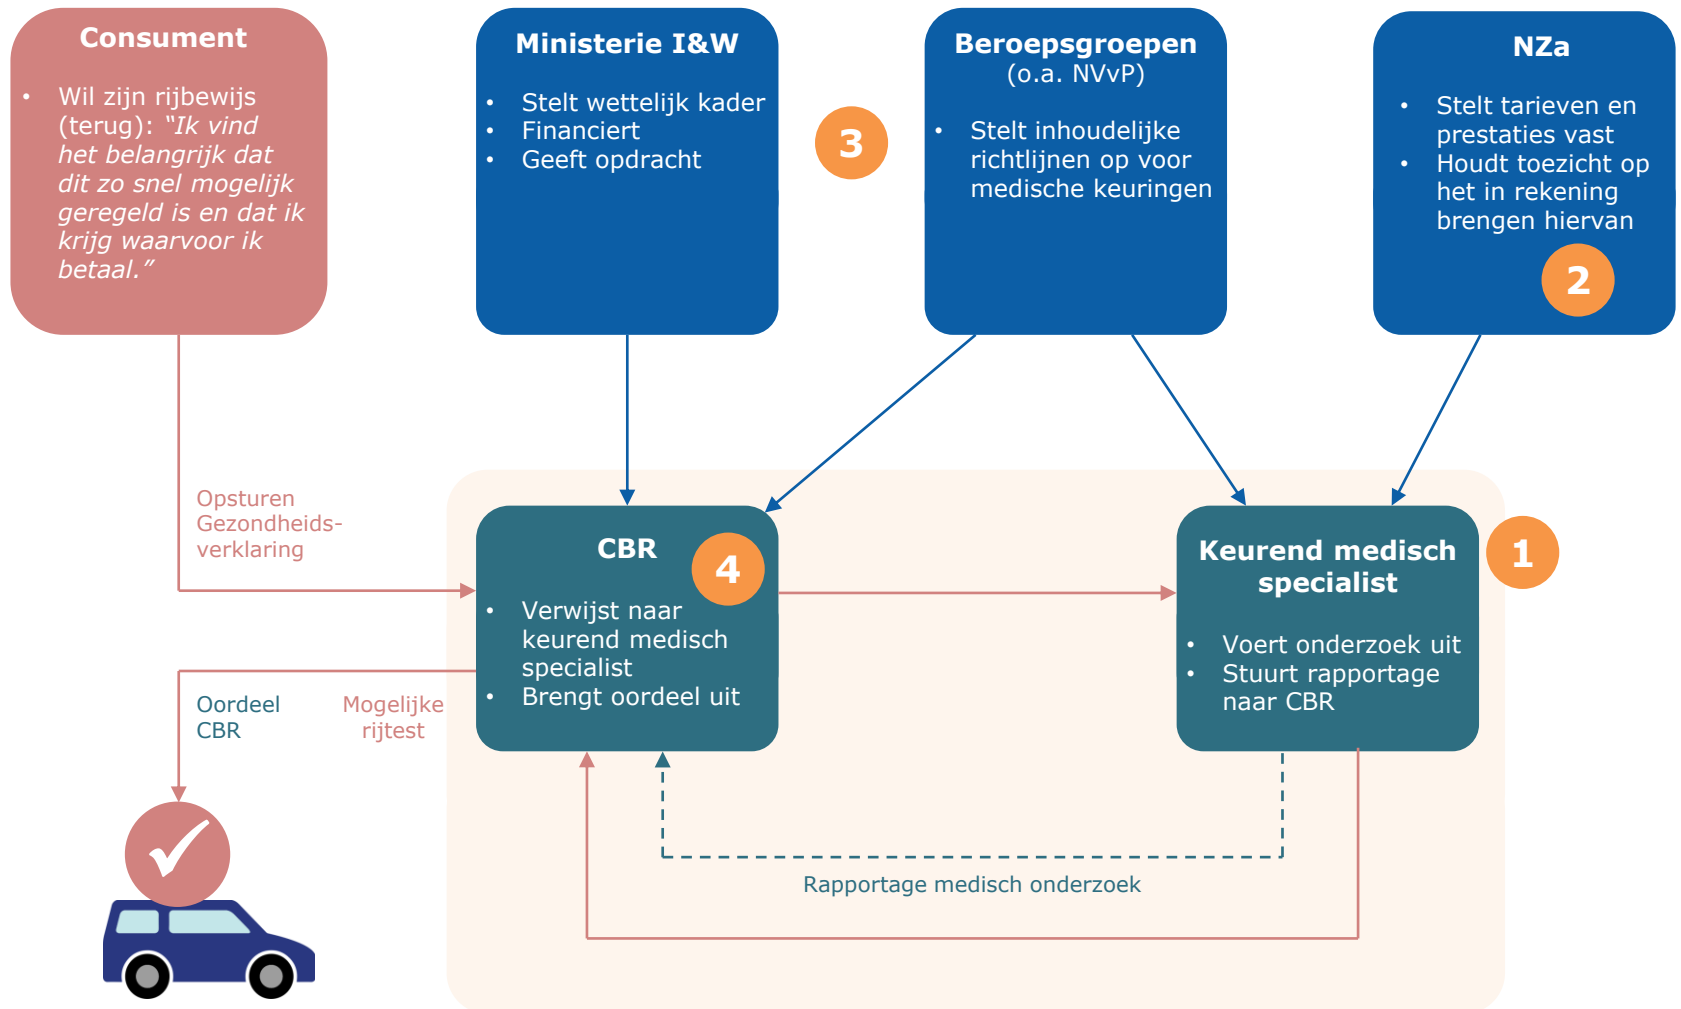 Consument
• Wil zijn rijbewijs
(terug): “Ik vind
het belangrijk dat
dit zo snel mogelijk
geregeld is en dat ik
krijg waarvoor ik
betaal.”
Ministerie I&W
• Stelt wettelijk kader
• Financiert
• Geeft opdracht
3
Beroepsgroepen
(o.a. NVvP)
• Stelt inhoudelijke
richtlijnen op voor
medische keuringen
NZa
• Stelt tarieven en
prestaties vast
• Houdt toezicht op
het in rekening
brengen hiervan
2
Opsturen
Gezondheids-
verklaring
CBR
4
• Verwijst naar
keurend medisch
specialist
• Brengt oordeel uit
Keurend medisch
specialist
1
• Voert onderzoek uit
• Stuurt rapportage
naar CBR
Oordeel
CBR
Mogelijke
rijtest
Rapportage medisch onderzoek